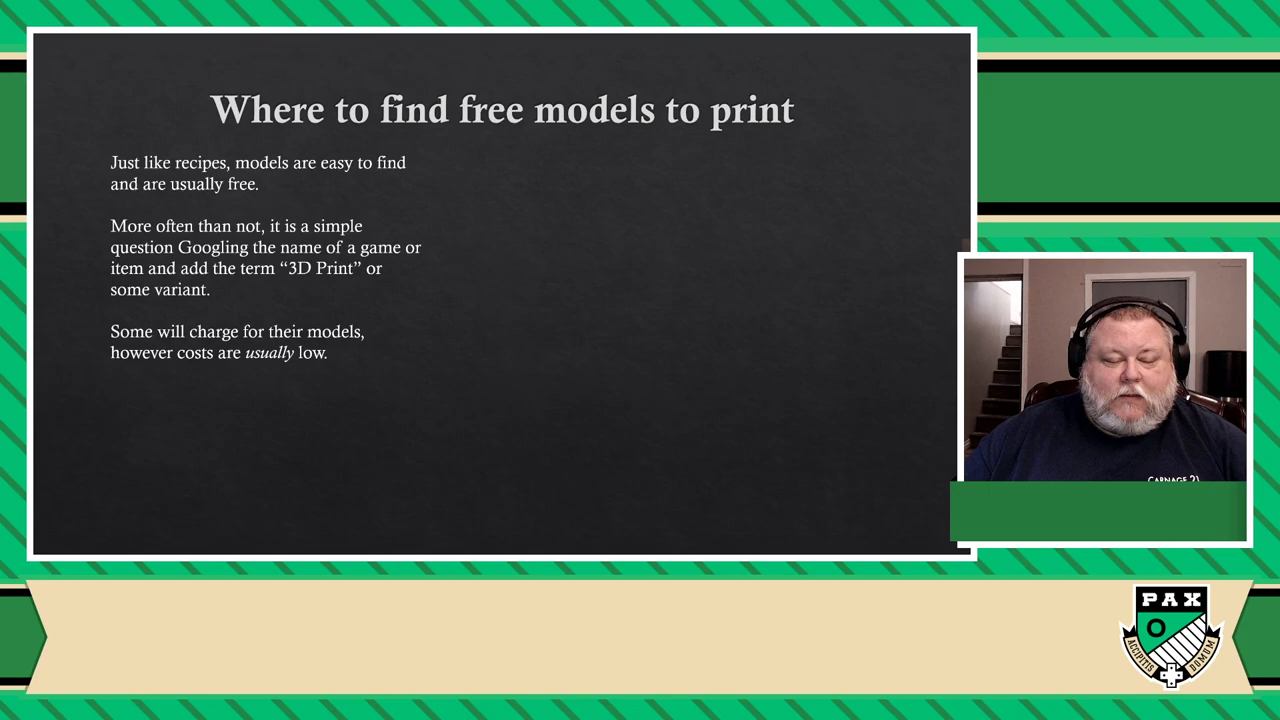 Where to find free models to print
Just like recipes, models are easy to find
and are usually free.
More often than not, it is a simple
question Googling the name of a game or
item and add the term “3D Print” or
some variant.
Some will charge for their models,
however costs are usually low.
PAX
ACCIPITIS
DOMUM